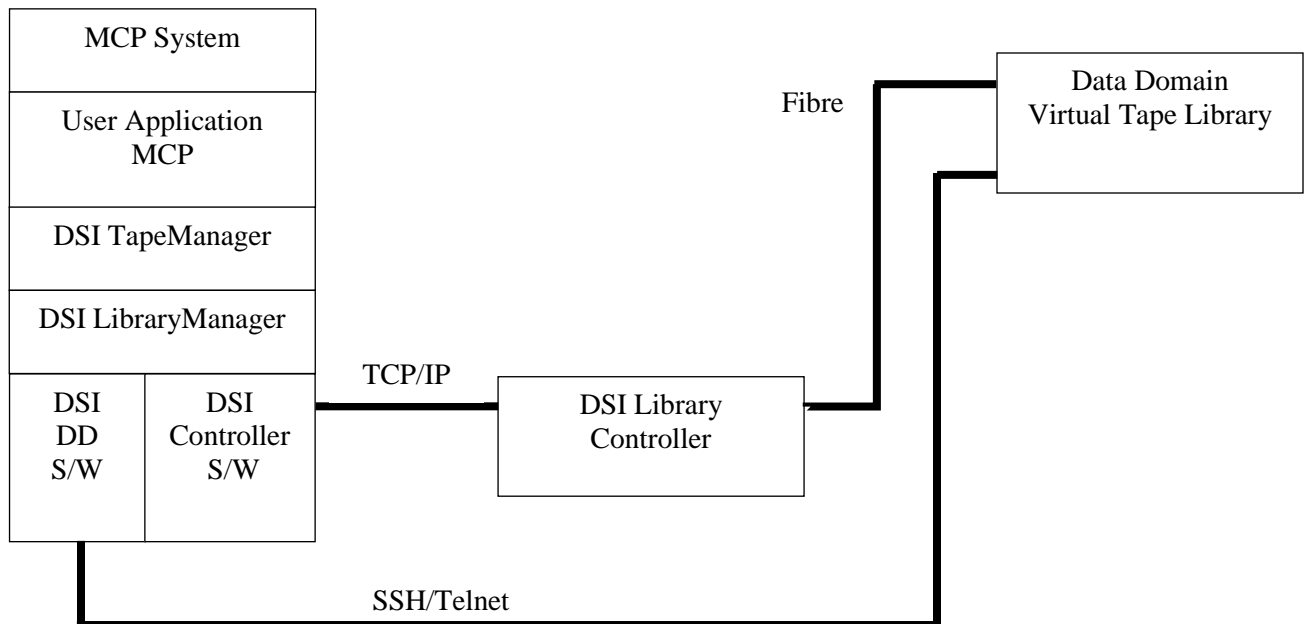 MCP System
User Application
MCP
DSI TapeManager
DSI LibraryManager
DSI
DD
S/W
DSI
Controller
S/W
TCP/IP
DSI Library
Controller
Fibre
Data Domain
Virtual Tape Library
SSH/Telnet